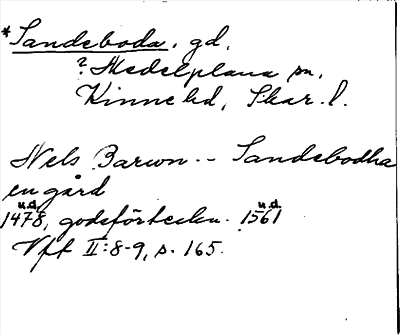 *Sandeboda, gd,
? Medelplana sn,
Kinne hd, Skar. l.
Nels Barun -- Sandebodha
en gård
u.d. u.d.
1478, godsförteckn. 1561
Vft II:8-9, s. 165.